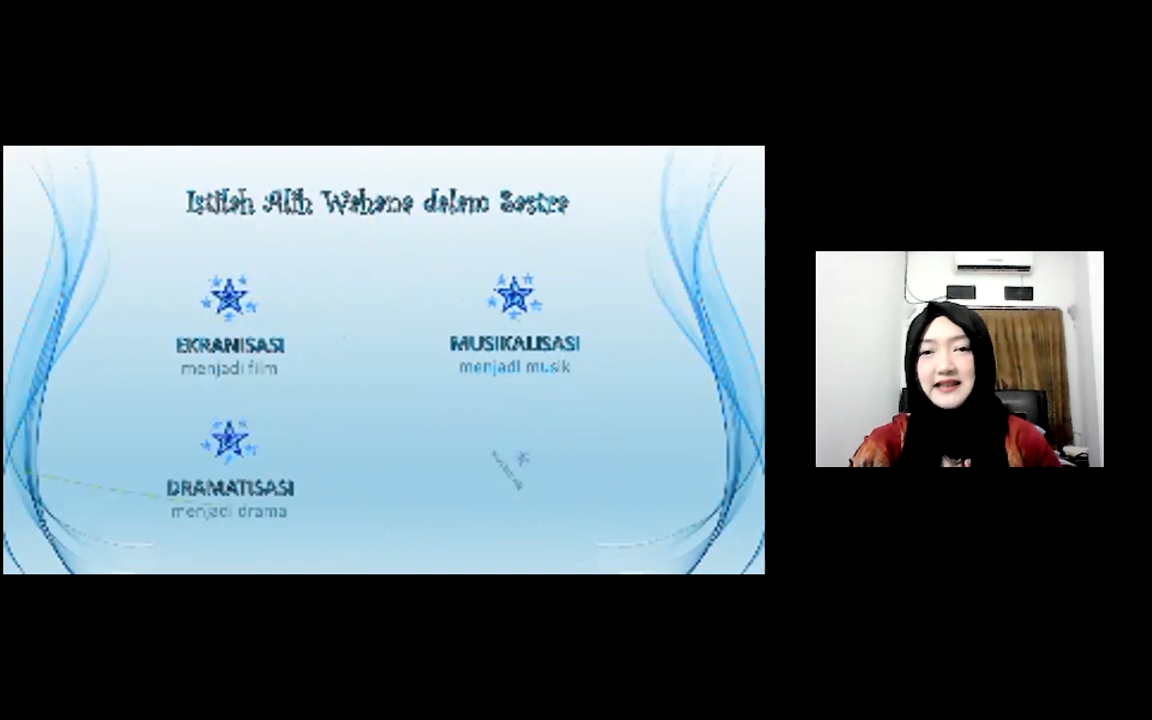 Istilah Alih Wahana dalam Sastra
EKRANISASI
menjadi film
MUSIKALISASI
menjadi musik
DRAMATISASI
menjadi drama